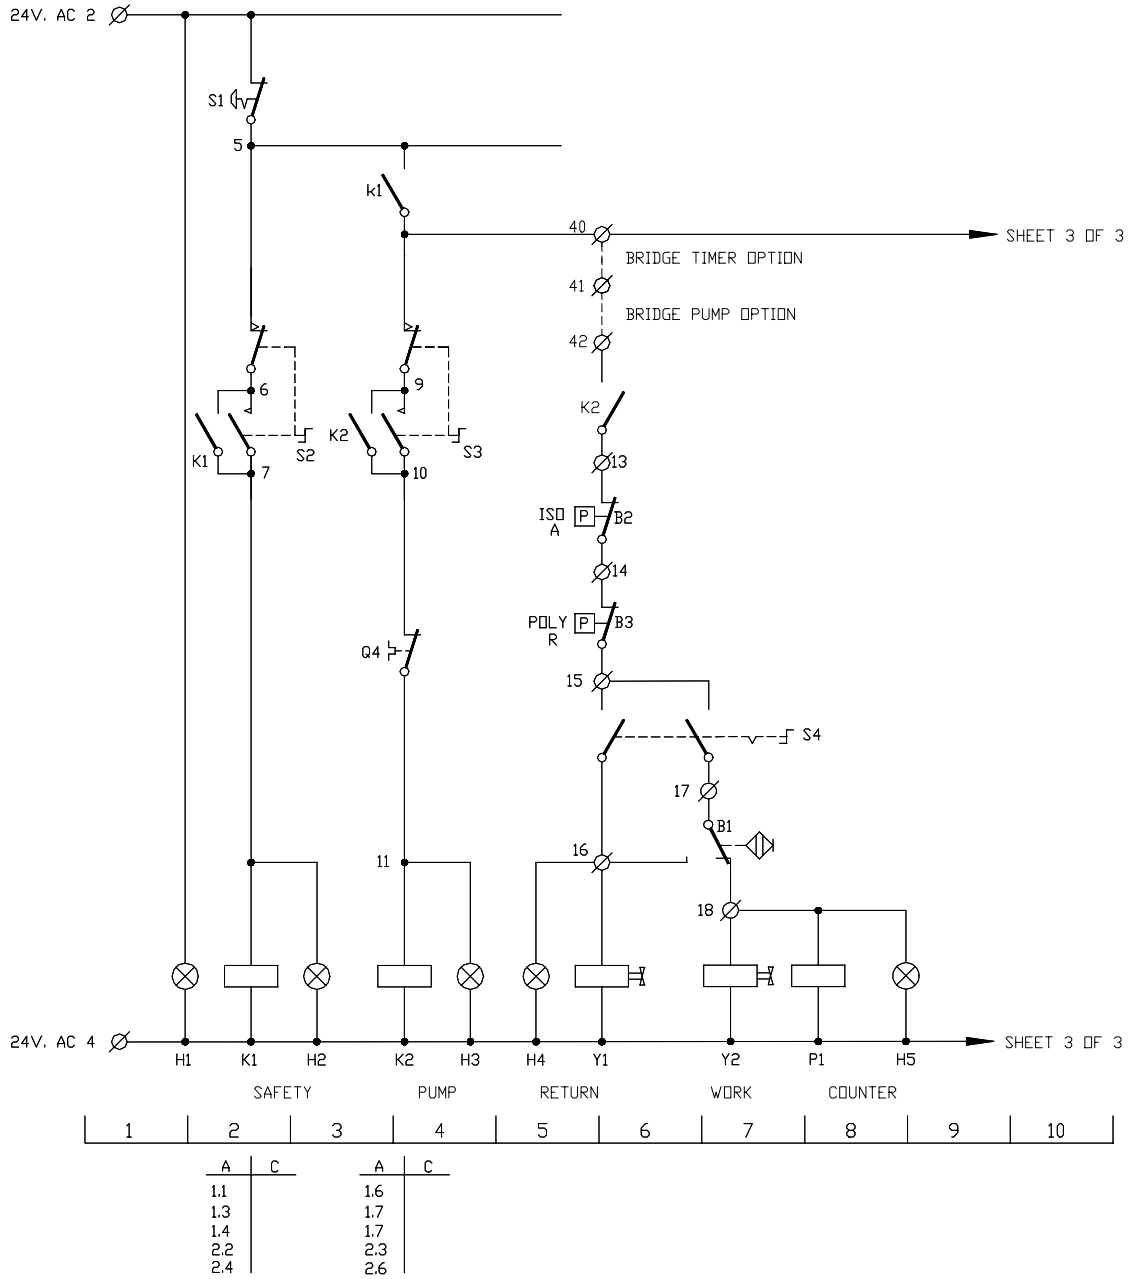 24V. AC 2
S1
5
k1
40
SHEET 3 OF 3
BRIDGE TIMER OPTION
41
BRIDGE PUMP OPTION
42
6
9
K2
K1
S2
K2
S3
7
10
13
ISO
A
P
B2
14
POLY
R
P
B3
Q4
15
S4
17
B1
11
16
18
24V. AC 4
SHEET 3 OF 3
H1 K1 H2 K2 H3 H4 Y1 Y2 P1 H5
SAFETY PUMP RETURN WORK COUNTER
1 2 3 4 5 6 7 8 9 10
A C A C
1.1 1.6
1.3 1.7
1.4 1.7
2.2 2.3
2.4 2.6